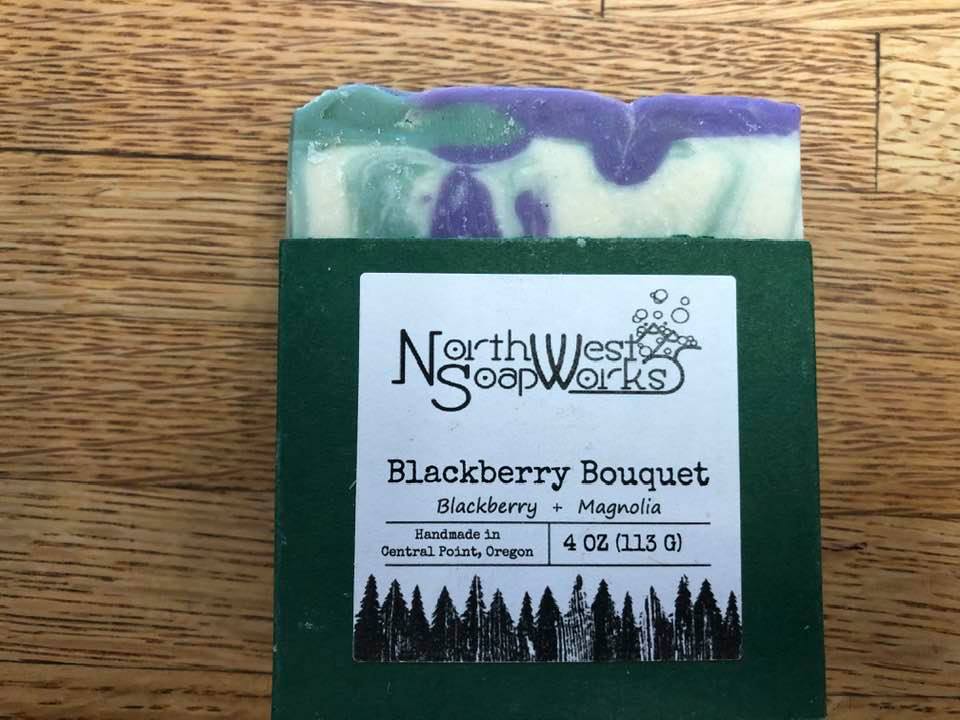 NorthWest
SoapWorks
Blackberry Bouquet
Blackberry + Magnolia
Handmade in
Central Point, Oregon
4 OZ (113 G)